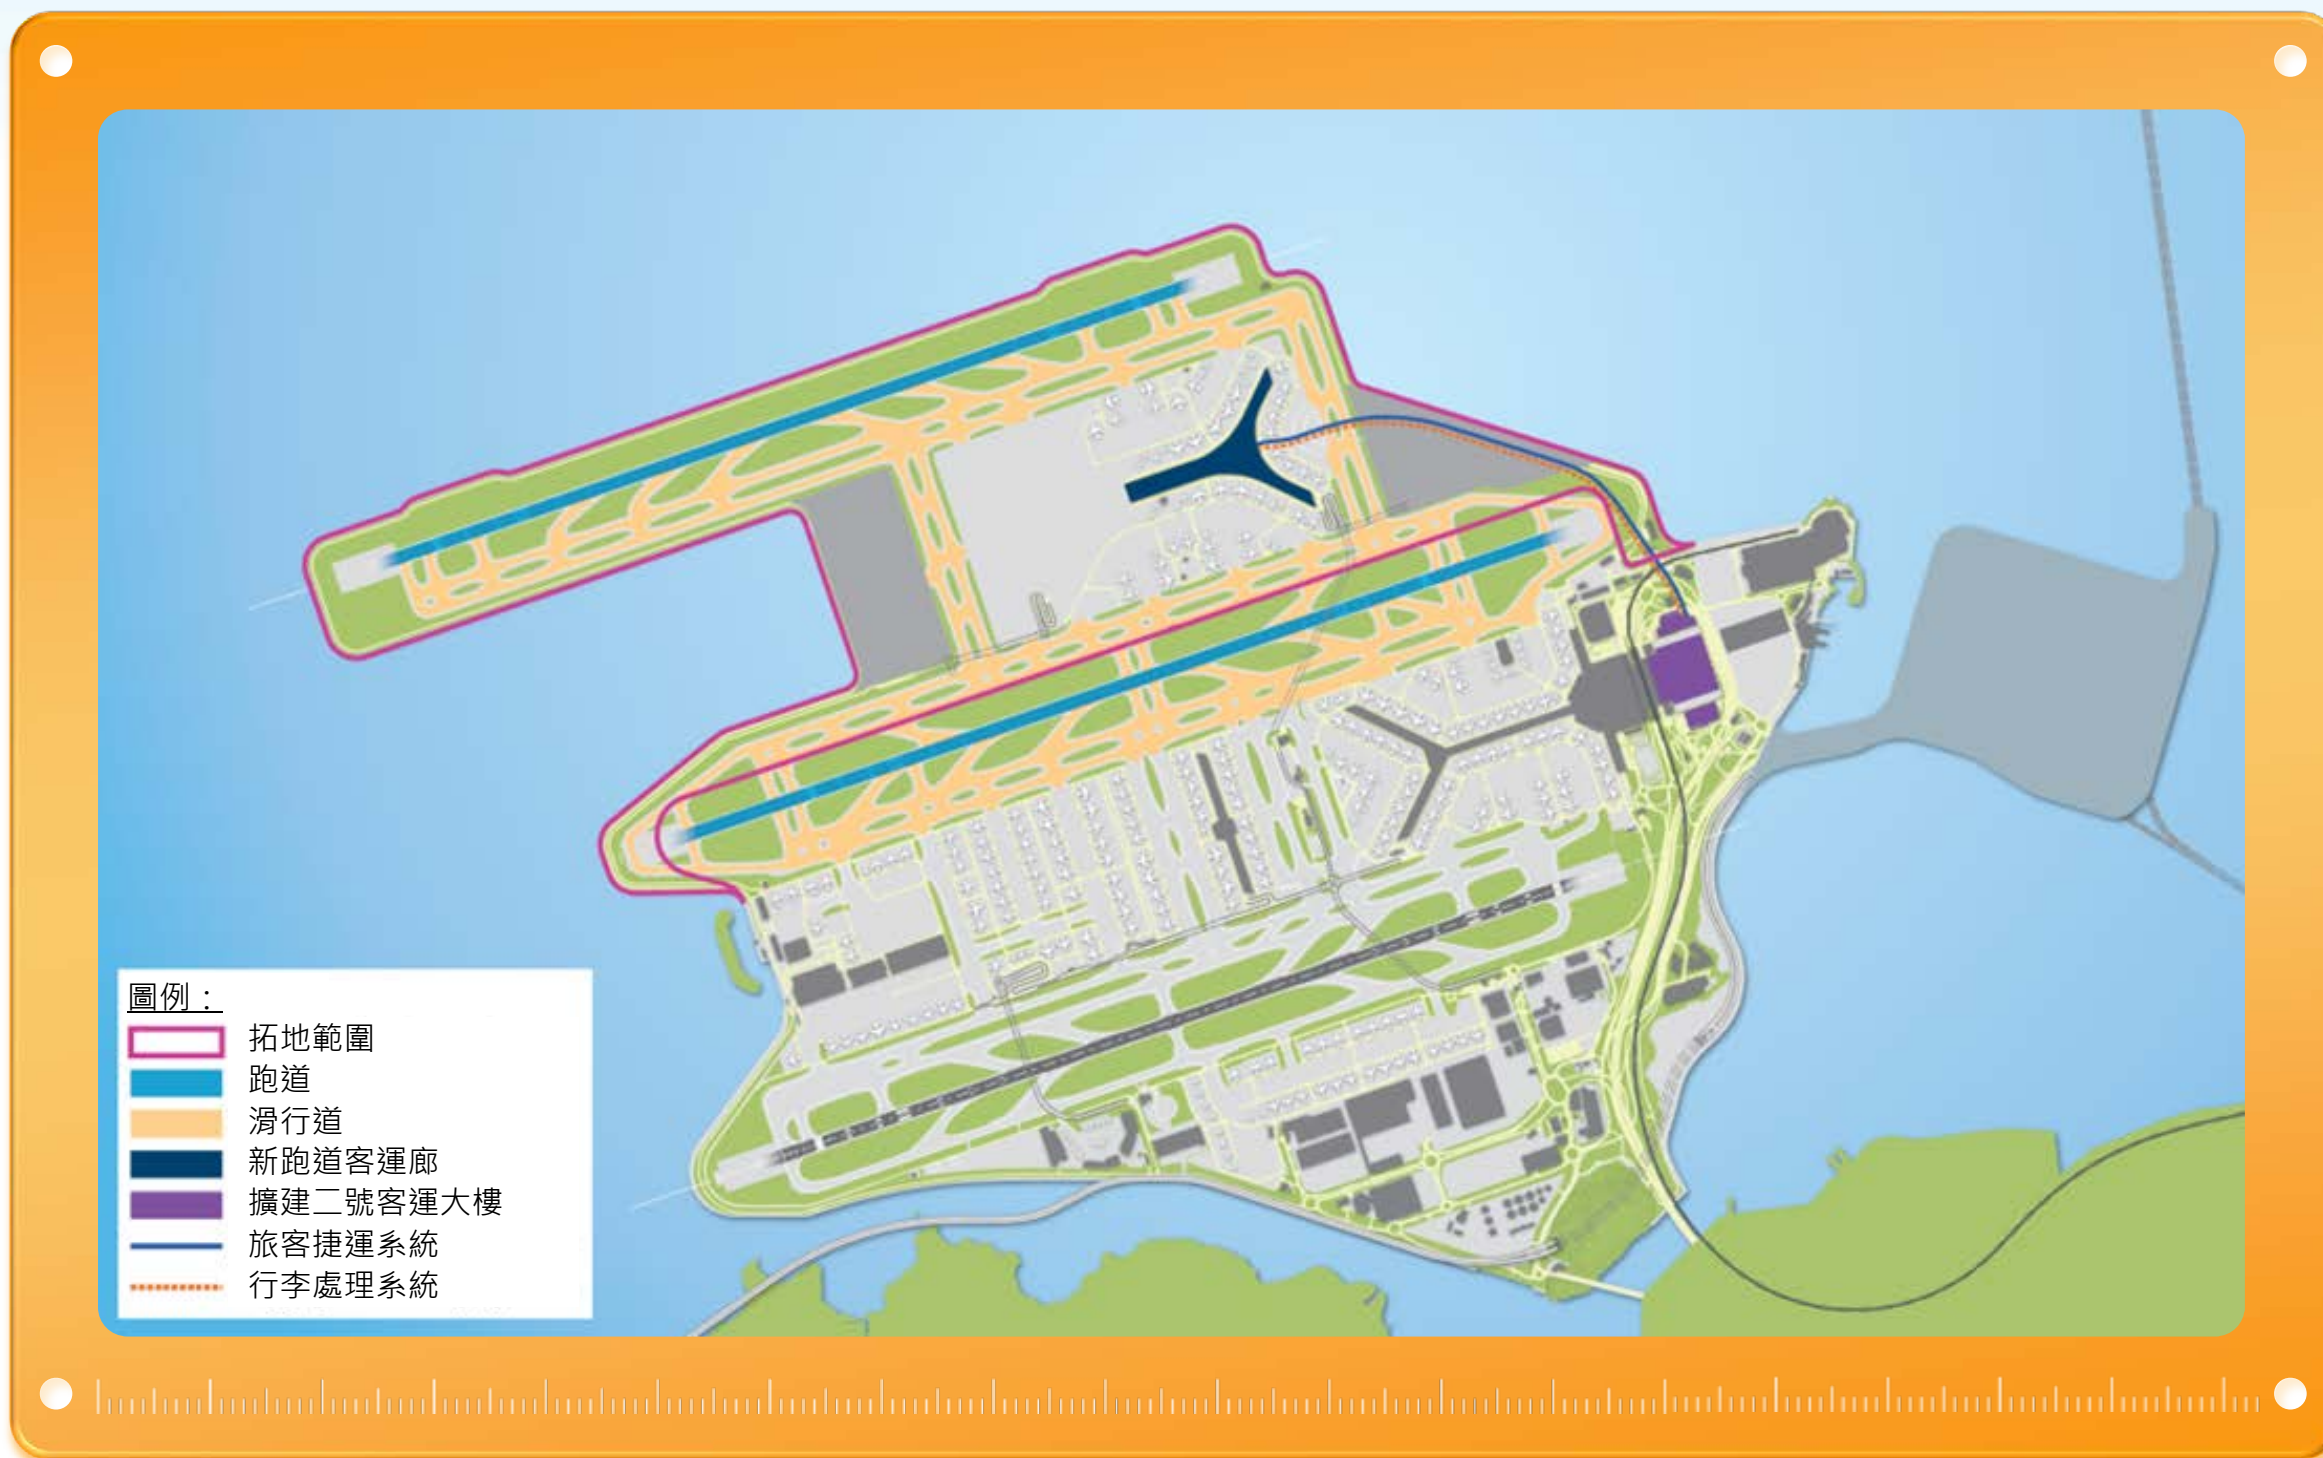 圖例：
拓地範圍
跑道
滑行道
新跑道客運廊
擴建二號客運大樓
旅客捷運系統
行李處理系統